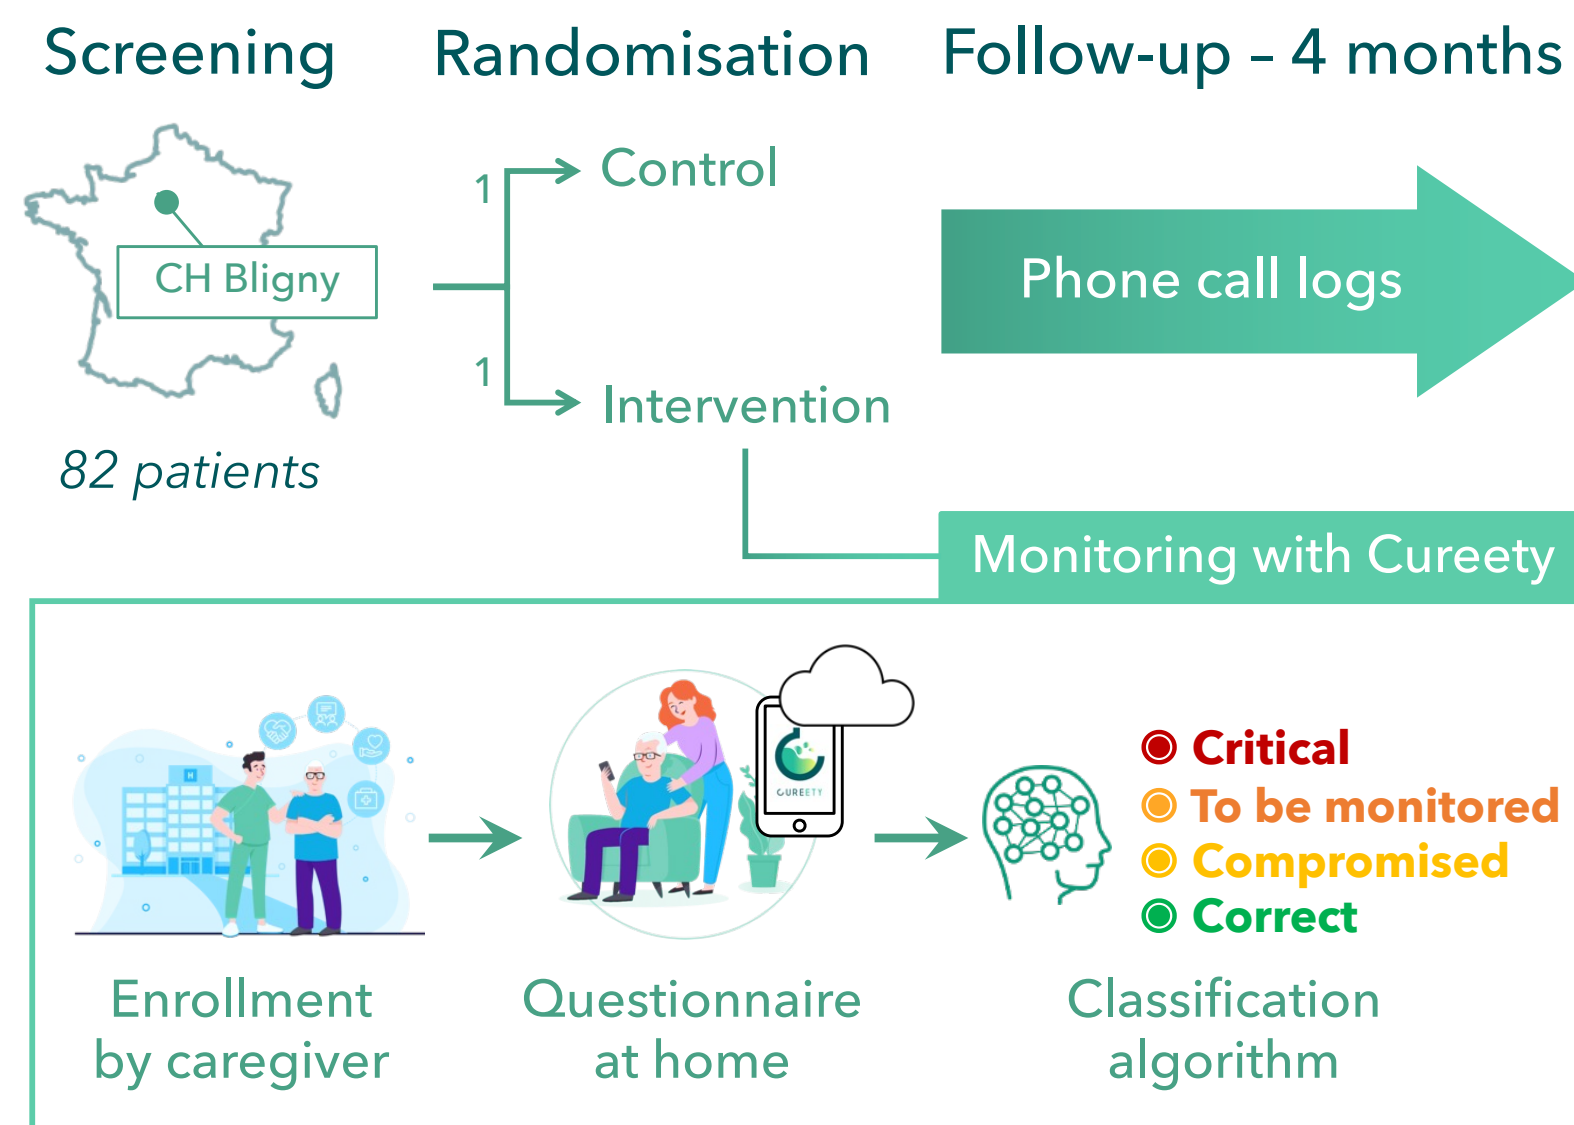 Screening
Randomisation
Follow-up – 4 months
CH Bligny
82 patients
1
Control
1
Intervention
Phone call logs
Monitoring with Cureety
H
CUREETY
Critical
To be monitored
Compromised
Correct
Enrollment
by caregiver
Questionnaire
at home
Classification
algorithm